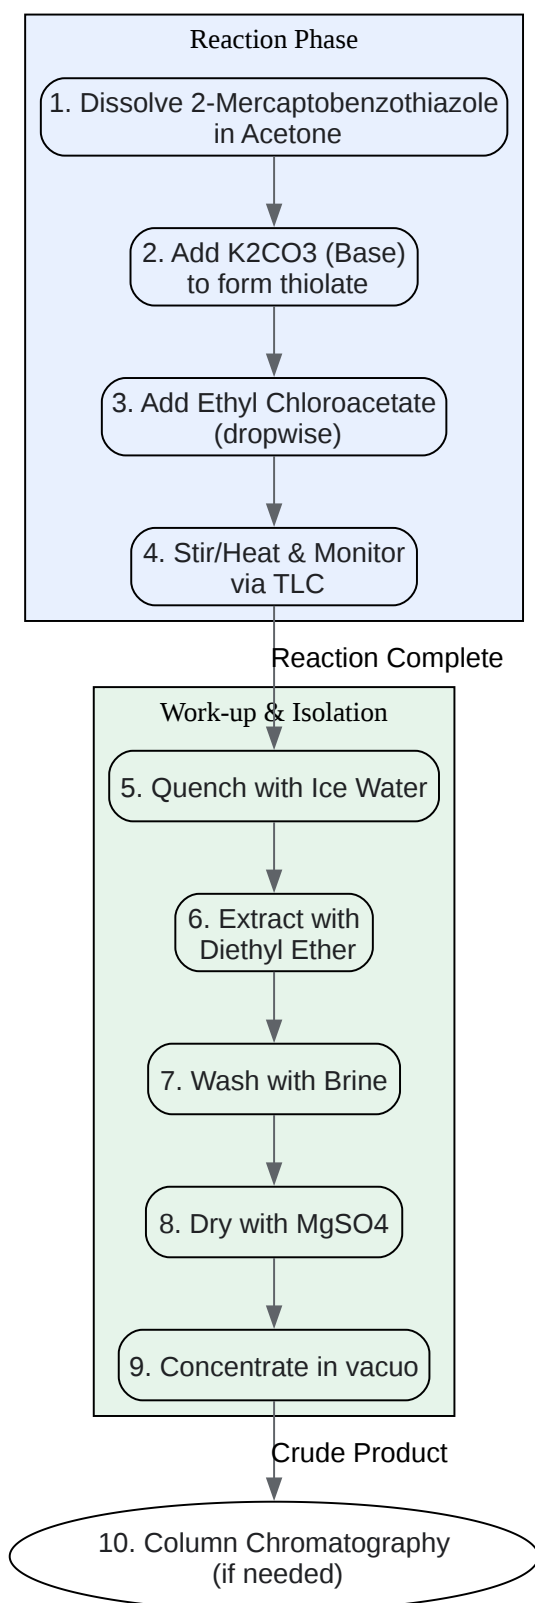 Reaction Phase
1. Dissolve 2-Mercaptobenzothiazole
in Acetone
2. Add K2CO3 (Base)
to form thiolate
3. Add Ethyl Chloroacetate
(dropwise)
4. Stir/Heat & Monitor
via TLC
Reaction Complete
Work-up & Isolation
5. Quench with Ice Water
6. Extract with
Diethyl Ether
7. Wash with Brine
8. Dry with MgSO4
9. Concentrate in vacuo
Crude Product
10. Column Chromatography
(if needed)